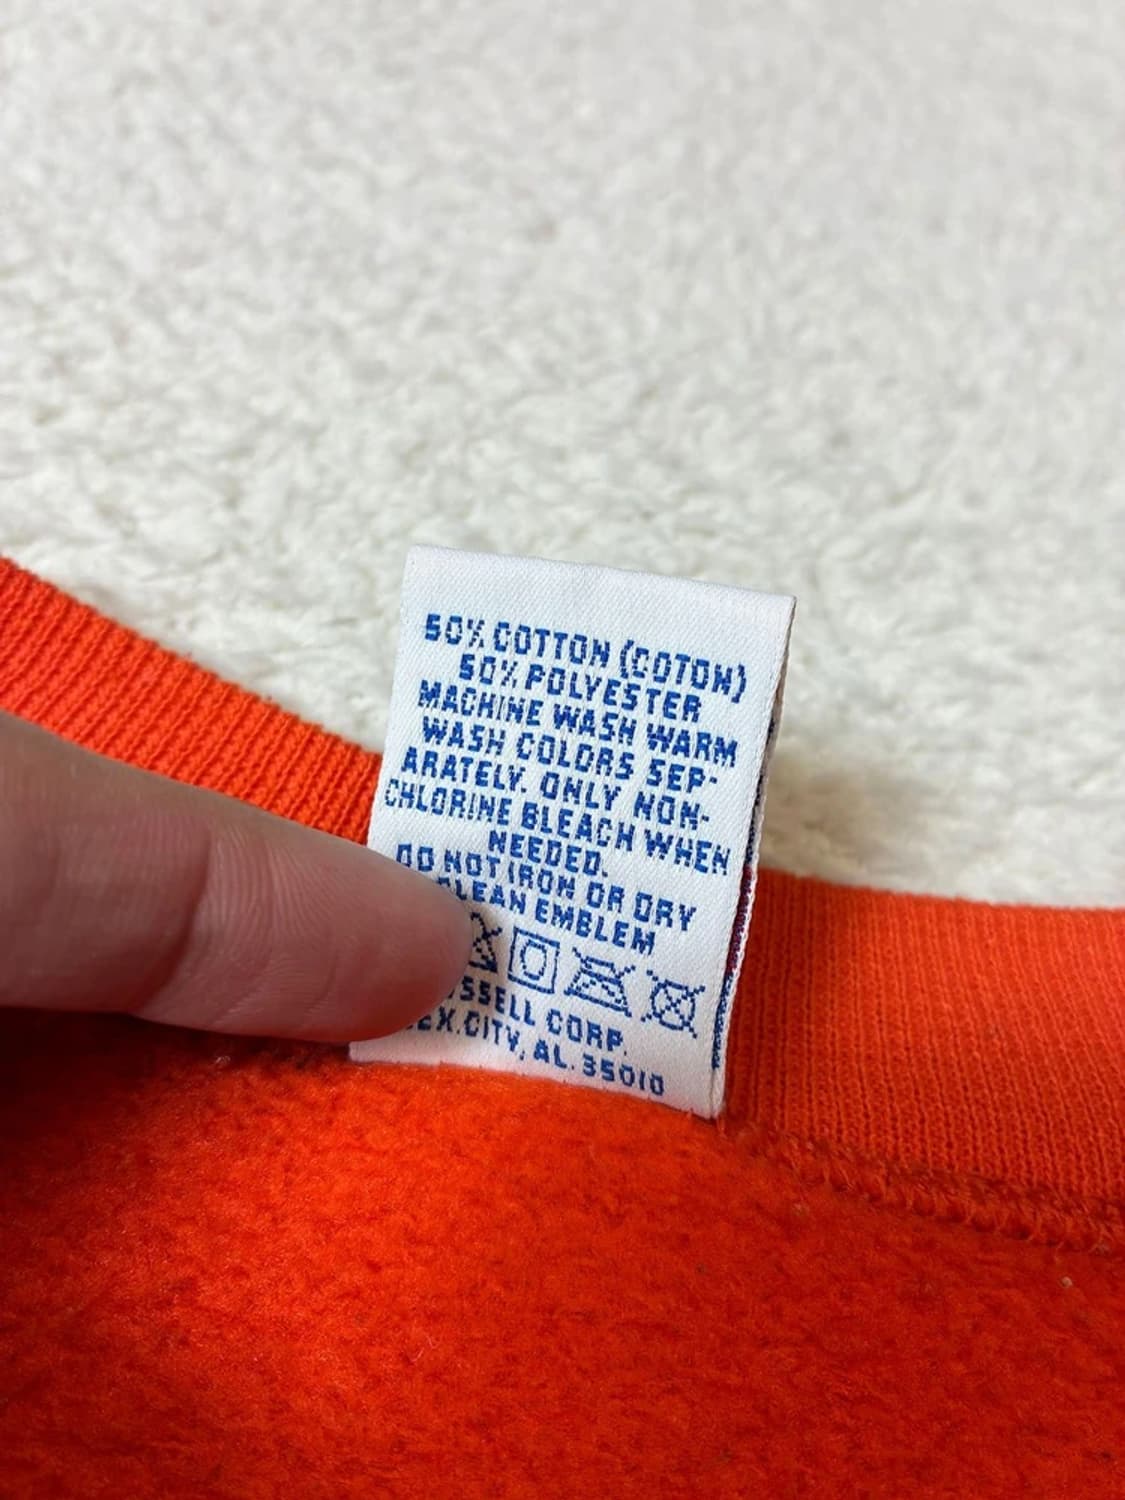 50% COTTON (COTON)
50% POLYESTER
MACHINE WASH WARM
WASH COLORS SEP-
ARATELY. ONLY NON-
CHLORINE BLEACH WHEN
NEEDED.
DO NOT IRON OR DRY
CLEAN EMBLEM
SSELL CORP.
EX.CITY, AL. 35010